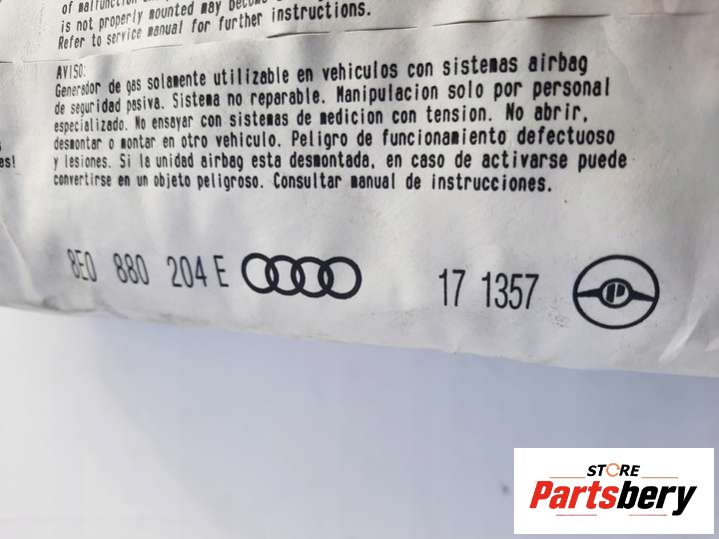 of malfunction
is not properly mounted may become
Refer to service manual for further instructions.
AVISO:
Generador de gas solamente utilizable en vehiculos con sistemas airbag
de seguridad pasiva. Sistema no reparable. Manipulacion solo por personal
especializado. No ensayar con sistemas de medicion con tension. No abrir,
desmontar o montar en otro vehiculo. Peligro de funcionamiento defectuoso
y lesiones. Si la unidad airbag esta desmontada, en caso de activarse puede
convertirse en un objeto peligroso. Consultar manual de instrucciones.
es!
8E0 880 204 E 17 1357 P
STORE
Partsbery